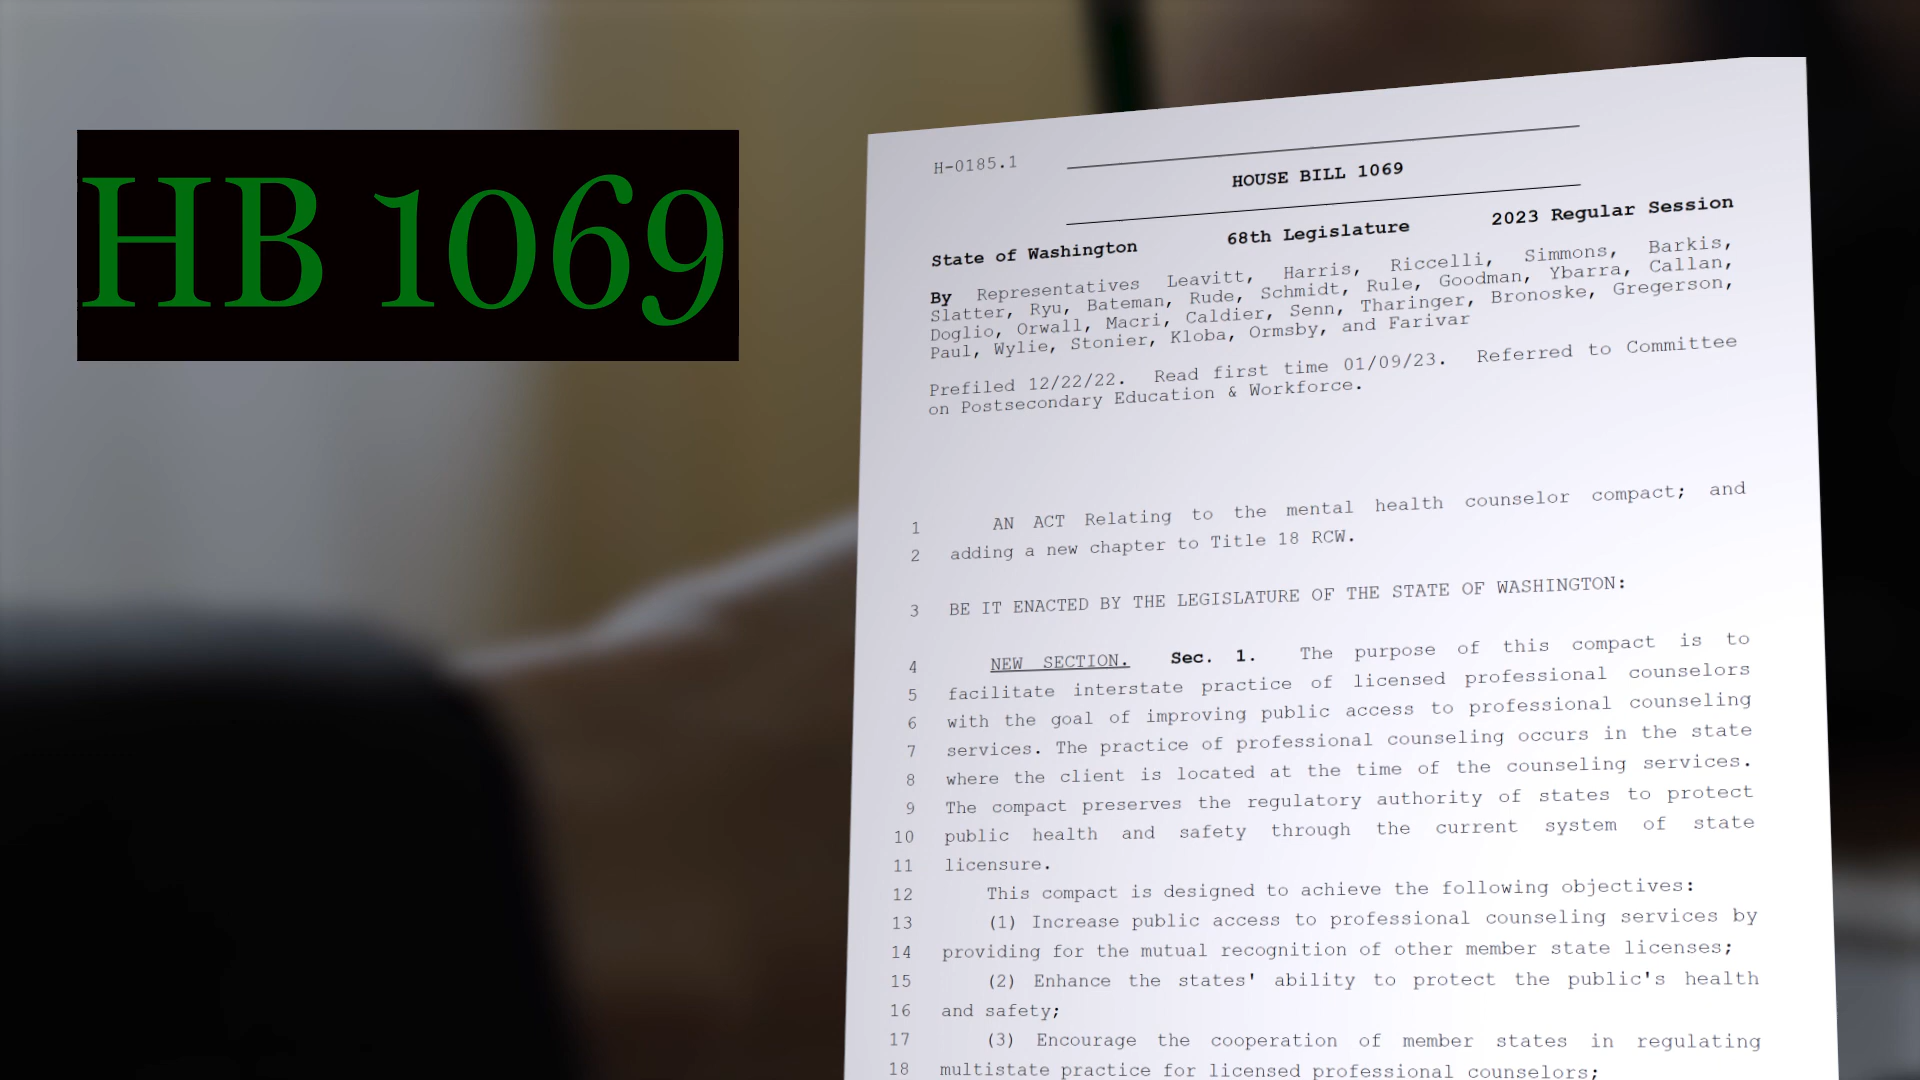 HB 1069
H-0185.1
HOUSE BILL 1069
State of Washington 68th Legislature 2023 Regular Session
By Representatives Leavitt, Harris, Riccelli, Simmons, Barkis,
Slatter, Ryu, Bateman, Rude, Schmidt, Rule, Goodman, Ybarra, Callan,
Doglio, Orwall, Macri, Caldier, Senn, Tharinger, Bronoske, Gregerson,
Paul, Wylie, Stonier, Kloba, Ormsby, and Farivar
Prefiled 12/22/22. Read first time 01/09/23. Referred to Committee
on Postsecondary Education & Workforce.
1 AN ACT Relating to the mental health counselor compact; and
2 adding a new chapter to Title 18 RCW.
3 BE IT ENACTED BY THE LEGISLATURE OF THE STATE OF WASHINGTON:
4 NEW SECTION. Sec. 1. The purpose of this compact is to
5 facilitate interstate practice of licensed professional counselors
6 with the goal of improving public access to professional counseling
7 services. The practice of professional counseling occurs in the state
8 where the client is located at the time of the counseling services.
9 The compact preserves the regulatory authority of states to protect
10 public health and safety through the current system of state
11 licensure.
12 This compact is designed to achieve the following objectives:
13 (1) Increase public access to professional counseling services by
14 providing for the mutual recognition of other member state licenses;
15 (2) Enhance the states' ability to protect the public's health
16 and safety;
17 (3) Encourage the cooperation of member states in regulating
18 multistate practice for licensed professional counselors;